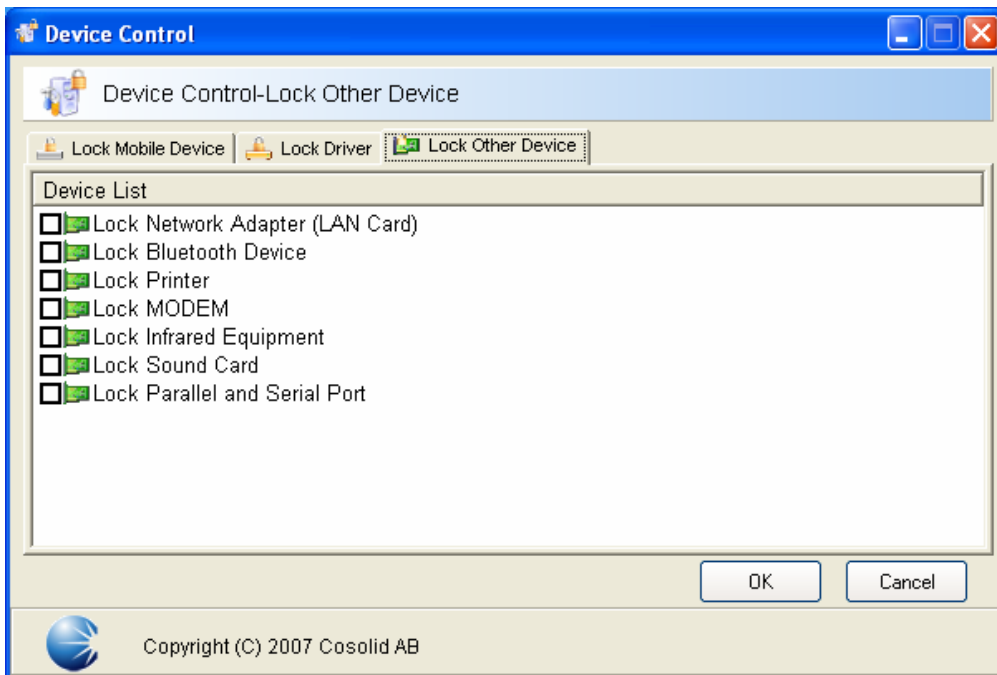 Device Control
Device Control-Lock Other Device
Lock Mobile Device Lock Driver Lock Other Device
Device List
Lock Network Adapter (LAN Card)
Lock Bluetooth Device
Lock Printer
Lock MODEM
Lock Infrared Equipment
Lock Sound Card
Lock Parallel and Serial Port
OK Cancel
Copyright (C) 2007 Cosolid AB